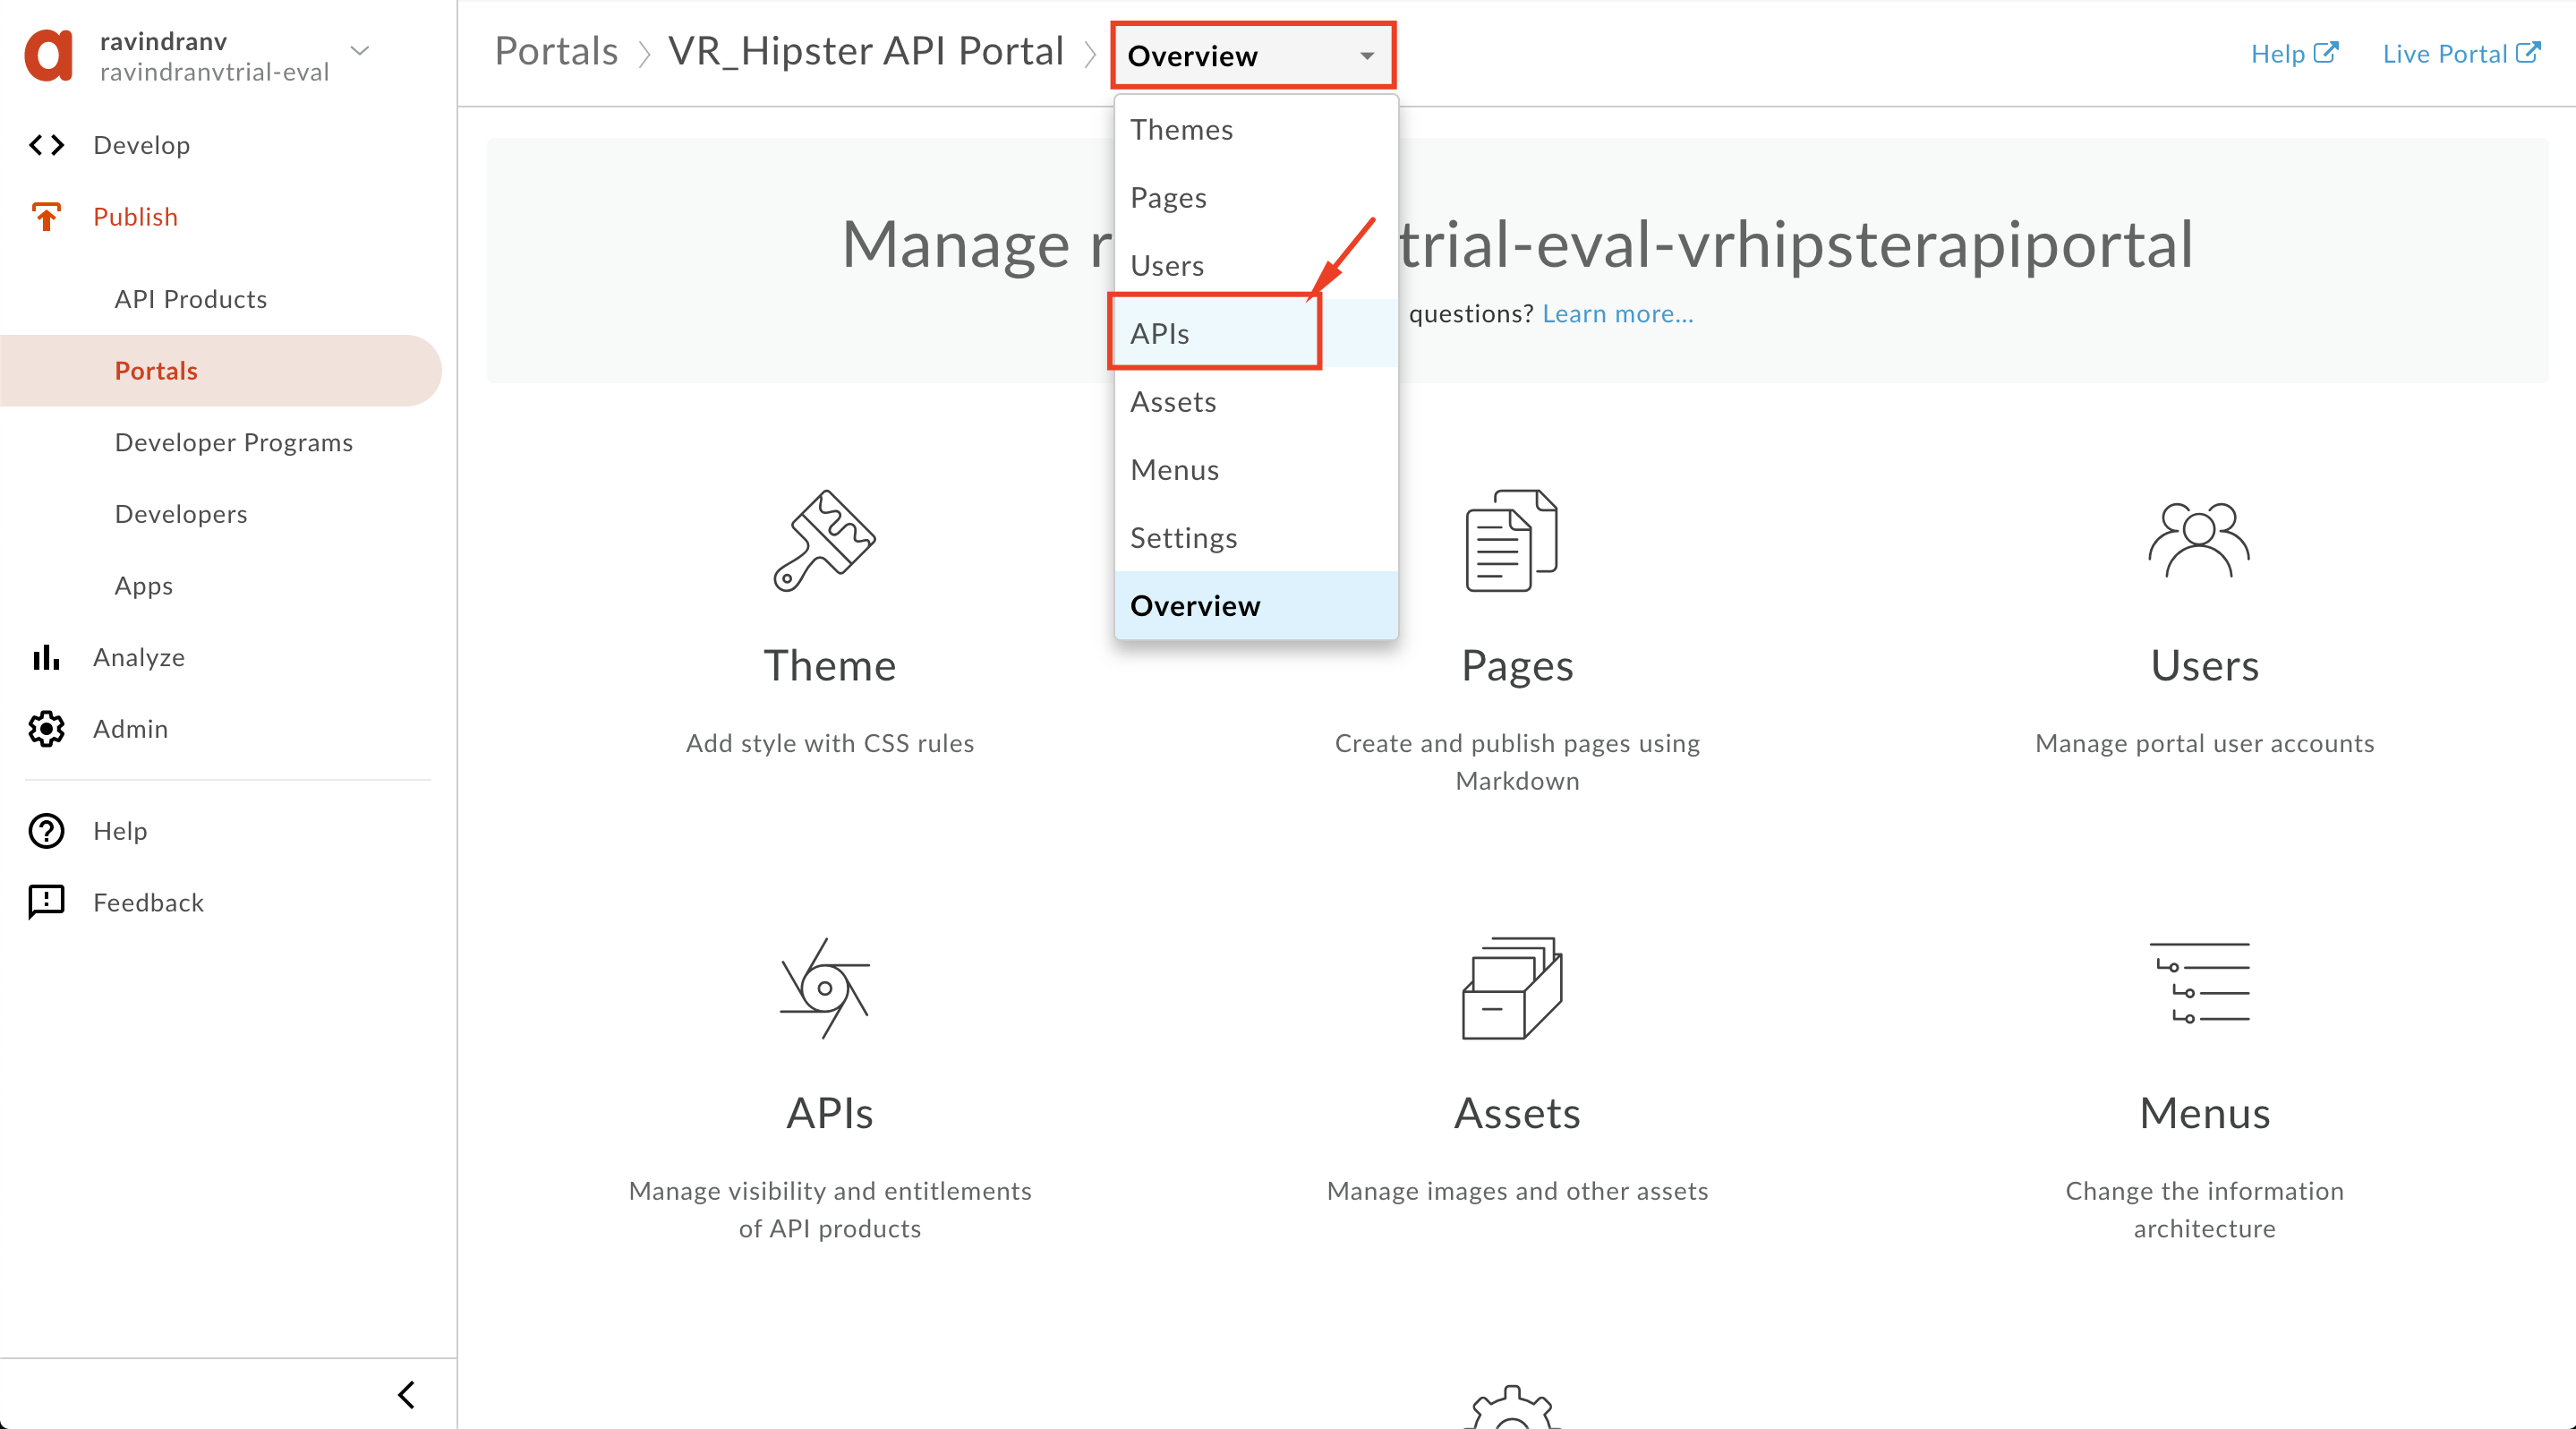 ravindranv
ravindranvtrial-eval
Develop
Publish
API Products
Portals
Developer Programs
Developers
Apps
Analyze
Admin
Help
Feedback
Portals
VR_Hipster API Portal
Overview
Help
Live Portal
Themes
Pages
Users
APIs
Assets
Menus
Settings
Overview
Manage r trial-eval-vrhipsterapiportal
questions? Learn more...
Theme
Add style with CSS rules
Pages
Create and publish pages using
Markdown
Users
Manage portal user accounts
APIs
Manage visibility and entitlements
of API products
Assets
Manage images and other assets
Menus
Change the information
architecture